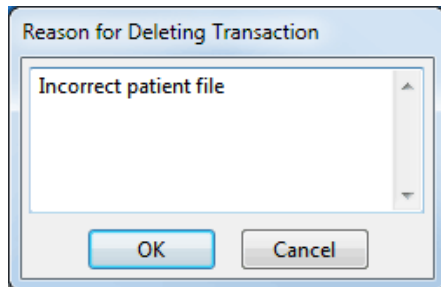 Reason for Deleting Transaction
Incorrect patient file
OK Cancel